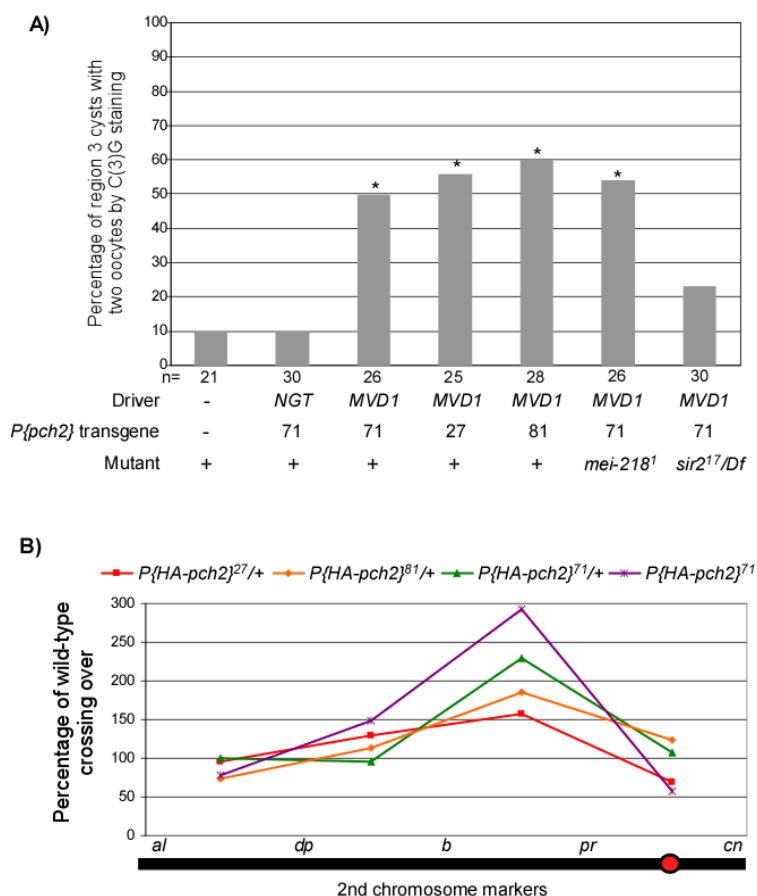 A)
Percentage of region 3 cysts with
two oocytes by C(3)G staining
100
90
80
70
60
50
40
30
20
10
0
* * * *
n= 21 30 26 25 28 26 30
Driver - NGT MVD1 MVD1 MVD1 MVD1 MVD1
P{pch2} transgene - 71 71 27 81 71 71
Mutant + + + + + mei-218¹ sir2¹⁷/Df
B)
P{HA-pch2}²⁷/+ P{HA-pch2}⁸¹/+ P{HA-pch2}⁷¹/+ P{HA-pch2}⁷¹
Percentage of wild-type
crossing over
300
250
200
150
100
50
0
al dp b pr cn
2nd chromosome markers